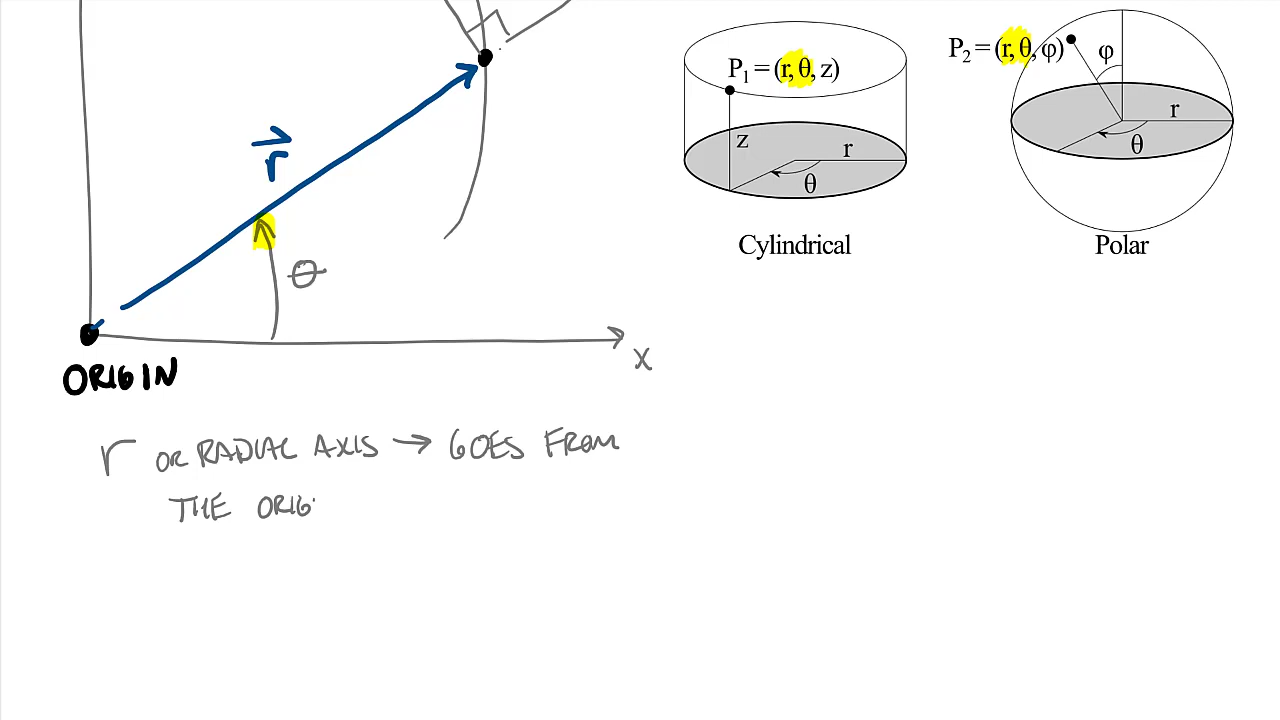 r
θ
x
ORIGIN
r OR RADIAL AXIS → GOES FROM
THE ORIG
P1 = (r, θ, z)
z
r
θ
Cylindrical
P2 = (r, θ, φ)
φ
r
θ
Polar